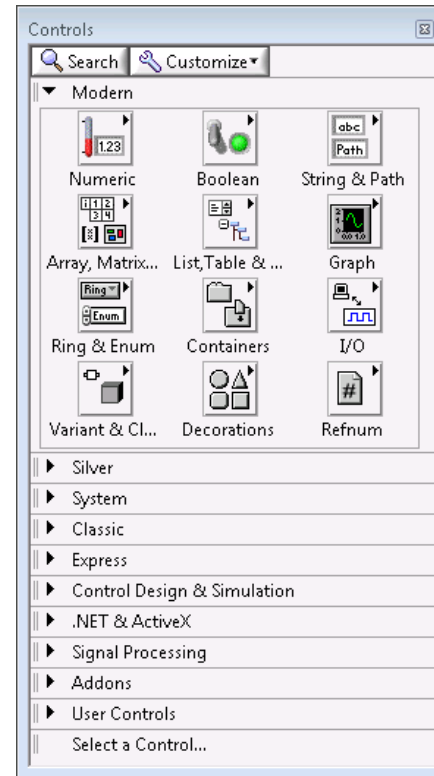 Controls
Search Customize
Modern
1.23 abc
Path
Numeric Boolean String & Path
Array, Matrix... List,Table & ... Graph
Ring
Enum
Ring & Enum Containers I/O
#
Variant & Cl... Decorations Refnum
Silver
System
Classic
Express
Control Design & Simulation
.NET & ActiveX
Signal Processing
Addons
User Controls
Select a Control...